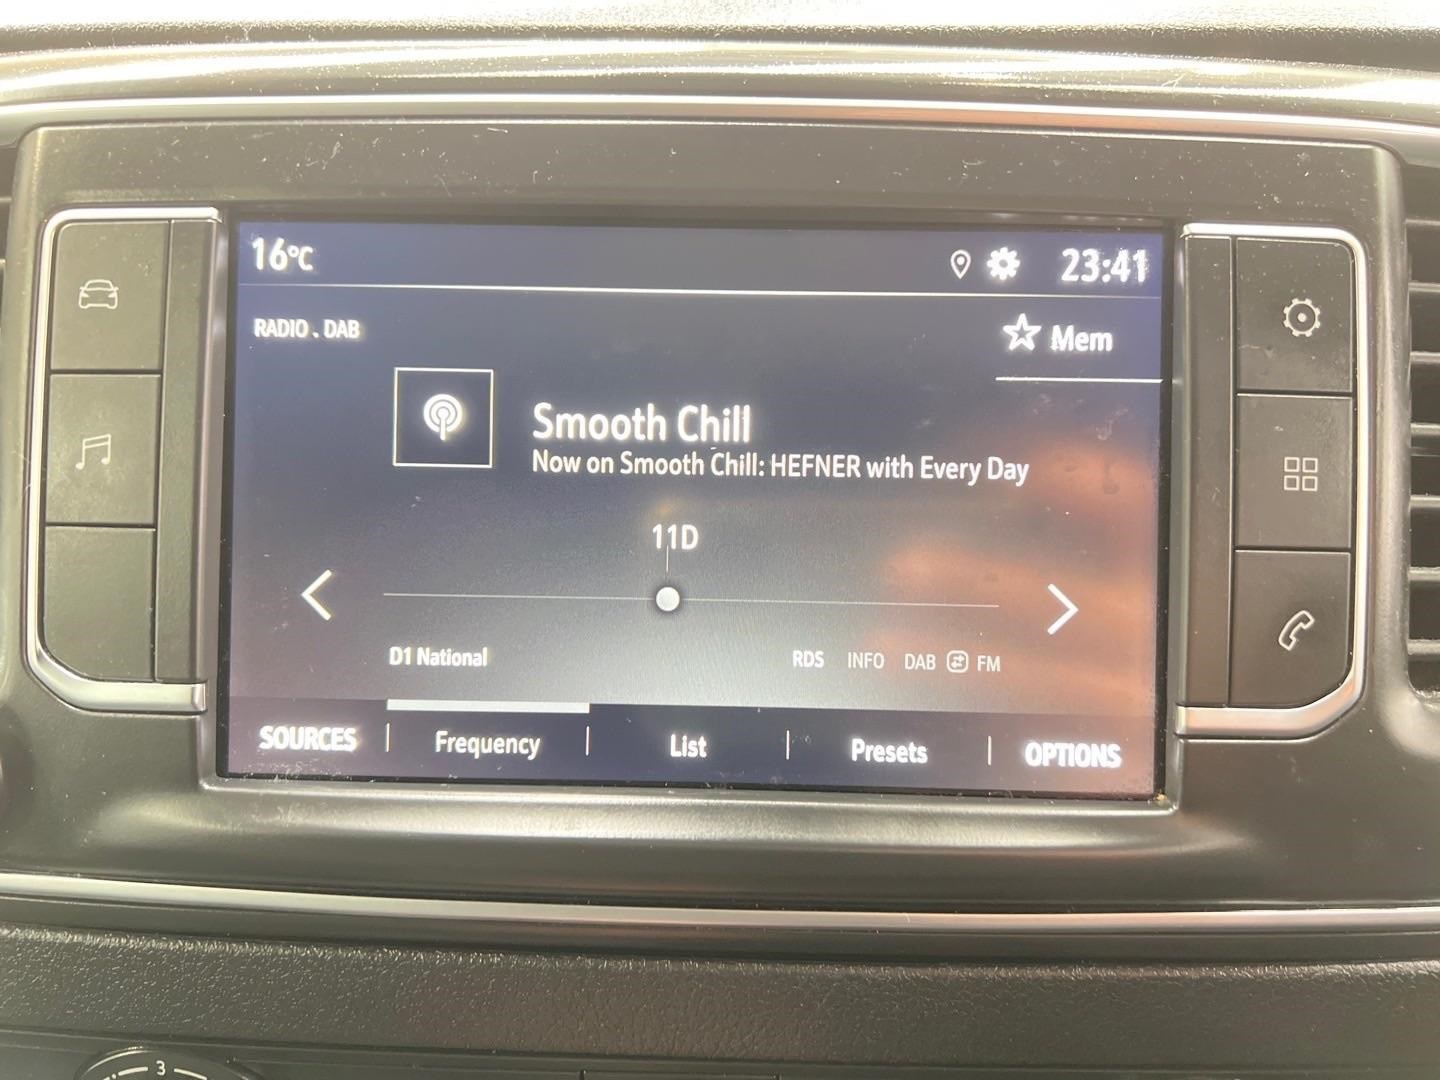 16°C 23:41
RADIO . DAB
Mem
Smooth Chill
Now on Smooth Chill: HEFNER with Every Day
11D
D1 National RDS INFO DAB FM
SOURCES Frequency List Presets OPTIONS
3